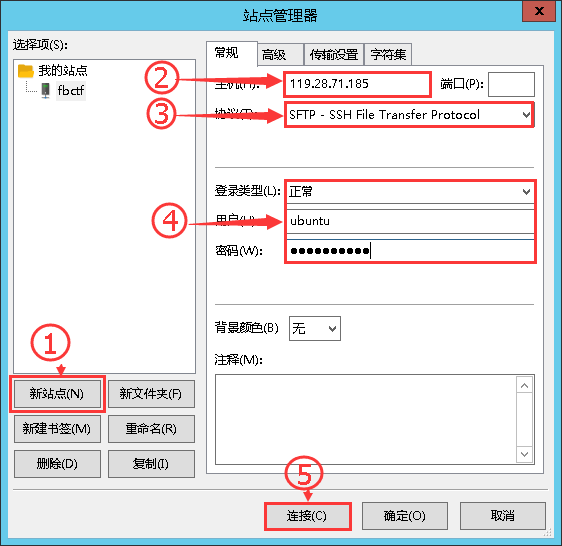 站点管理器
X
选择项(S):
我的站点
fbctf
①
新站点(N)
新文件夹(F)
新建书签(M)
重命名(R)
删除(D)
复制(I)
常规
高级
传输设置
字符集
② 主机(H): 119.28.71.185 端口(P):
③ 协议(T): SFTP - SSH File Transfer Protocol
登录类型(L): 正常
④ 用户(U): ubuntu
密码(W): ●●●●●●●●●●
背景颜色(B) 无
注释(M):
⑤
连接(C)
确定(O)
取消